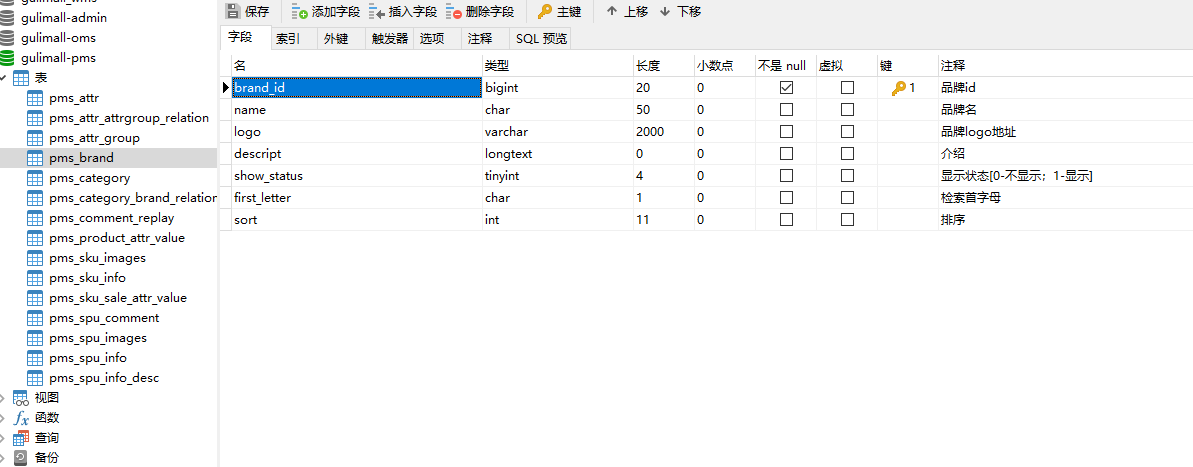 gulimall_wms
gulimall-admin
gulimall-oms
gulimall-pms
表
pms_attr
pms_attr_attrgroup_relation
pms_attr_group
pms_brand
pms_category
pms_category_brand_relation
pms_comment_replay
pms_product_attr_value
pms_sku_images
pms_sku_info
pms_sku_sale_attr_value
pms_spu_comment
pms_spu_images
pms_spu_info
pms_spu_info_desc
视图
函数
查询
备份
保存 添加字段 插入字段 删除字段 主键 上移 下移
字段 索引 外键 触发器 选项 注释 SQL 预览
名 类型 长度 小数点 不是 null 虚拟 键 注释
brand_id bigint 20 0 1 品牌id
name char 50 0 品牌名
logo varchar 2000 0 品牌logo地址
descript longtext 0 0 介绍
show_status tinyint 4 0 显示状态[0-不显示；1-显示]
first_letter char 1 0 检索首字母
sort int 11 0 排序